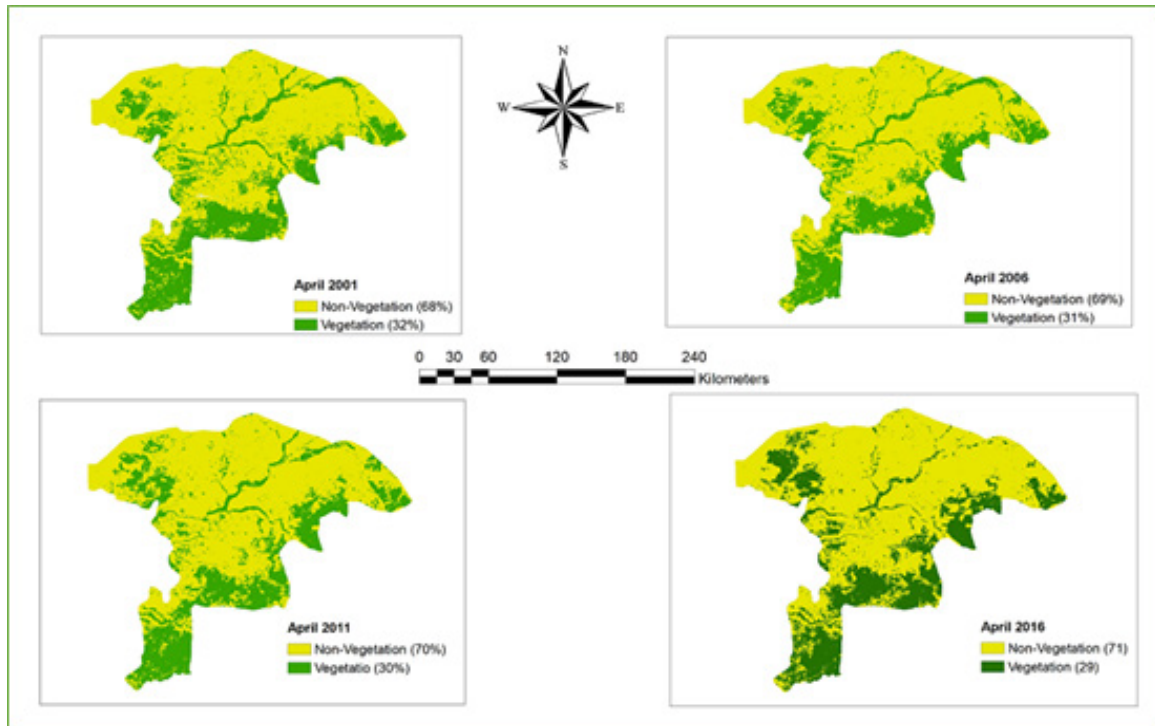 N
W E
S
April 2001
Non-Vegetation (68%)
Vegetation (32%)
April 2006
Non-Vegetation (69%)
Vegetation (31%)
0 30 60 120 180 240
Kilometers
April 2011
Non-Vegetation (70%)
Vegetatio (30%)
April 2016
Non-Vegetation (71)
Vegetation (29)